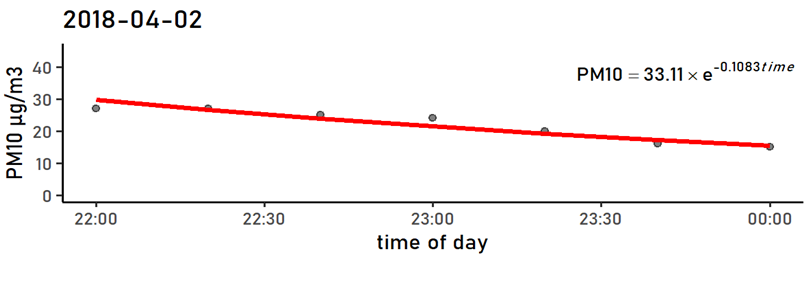 2018-04-02
PM10 = 33.11 × e^-0.1083time
PM10 µg/m3
40
30
20
10
0
22:00 22:30 23:00 23:30 00:00
time of day